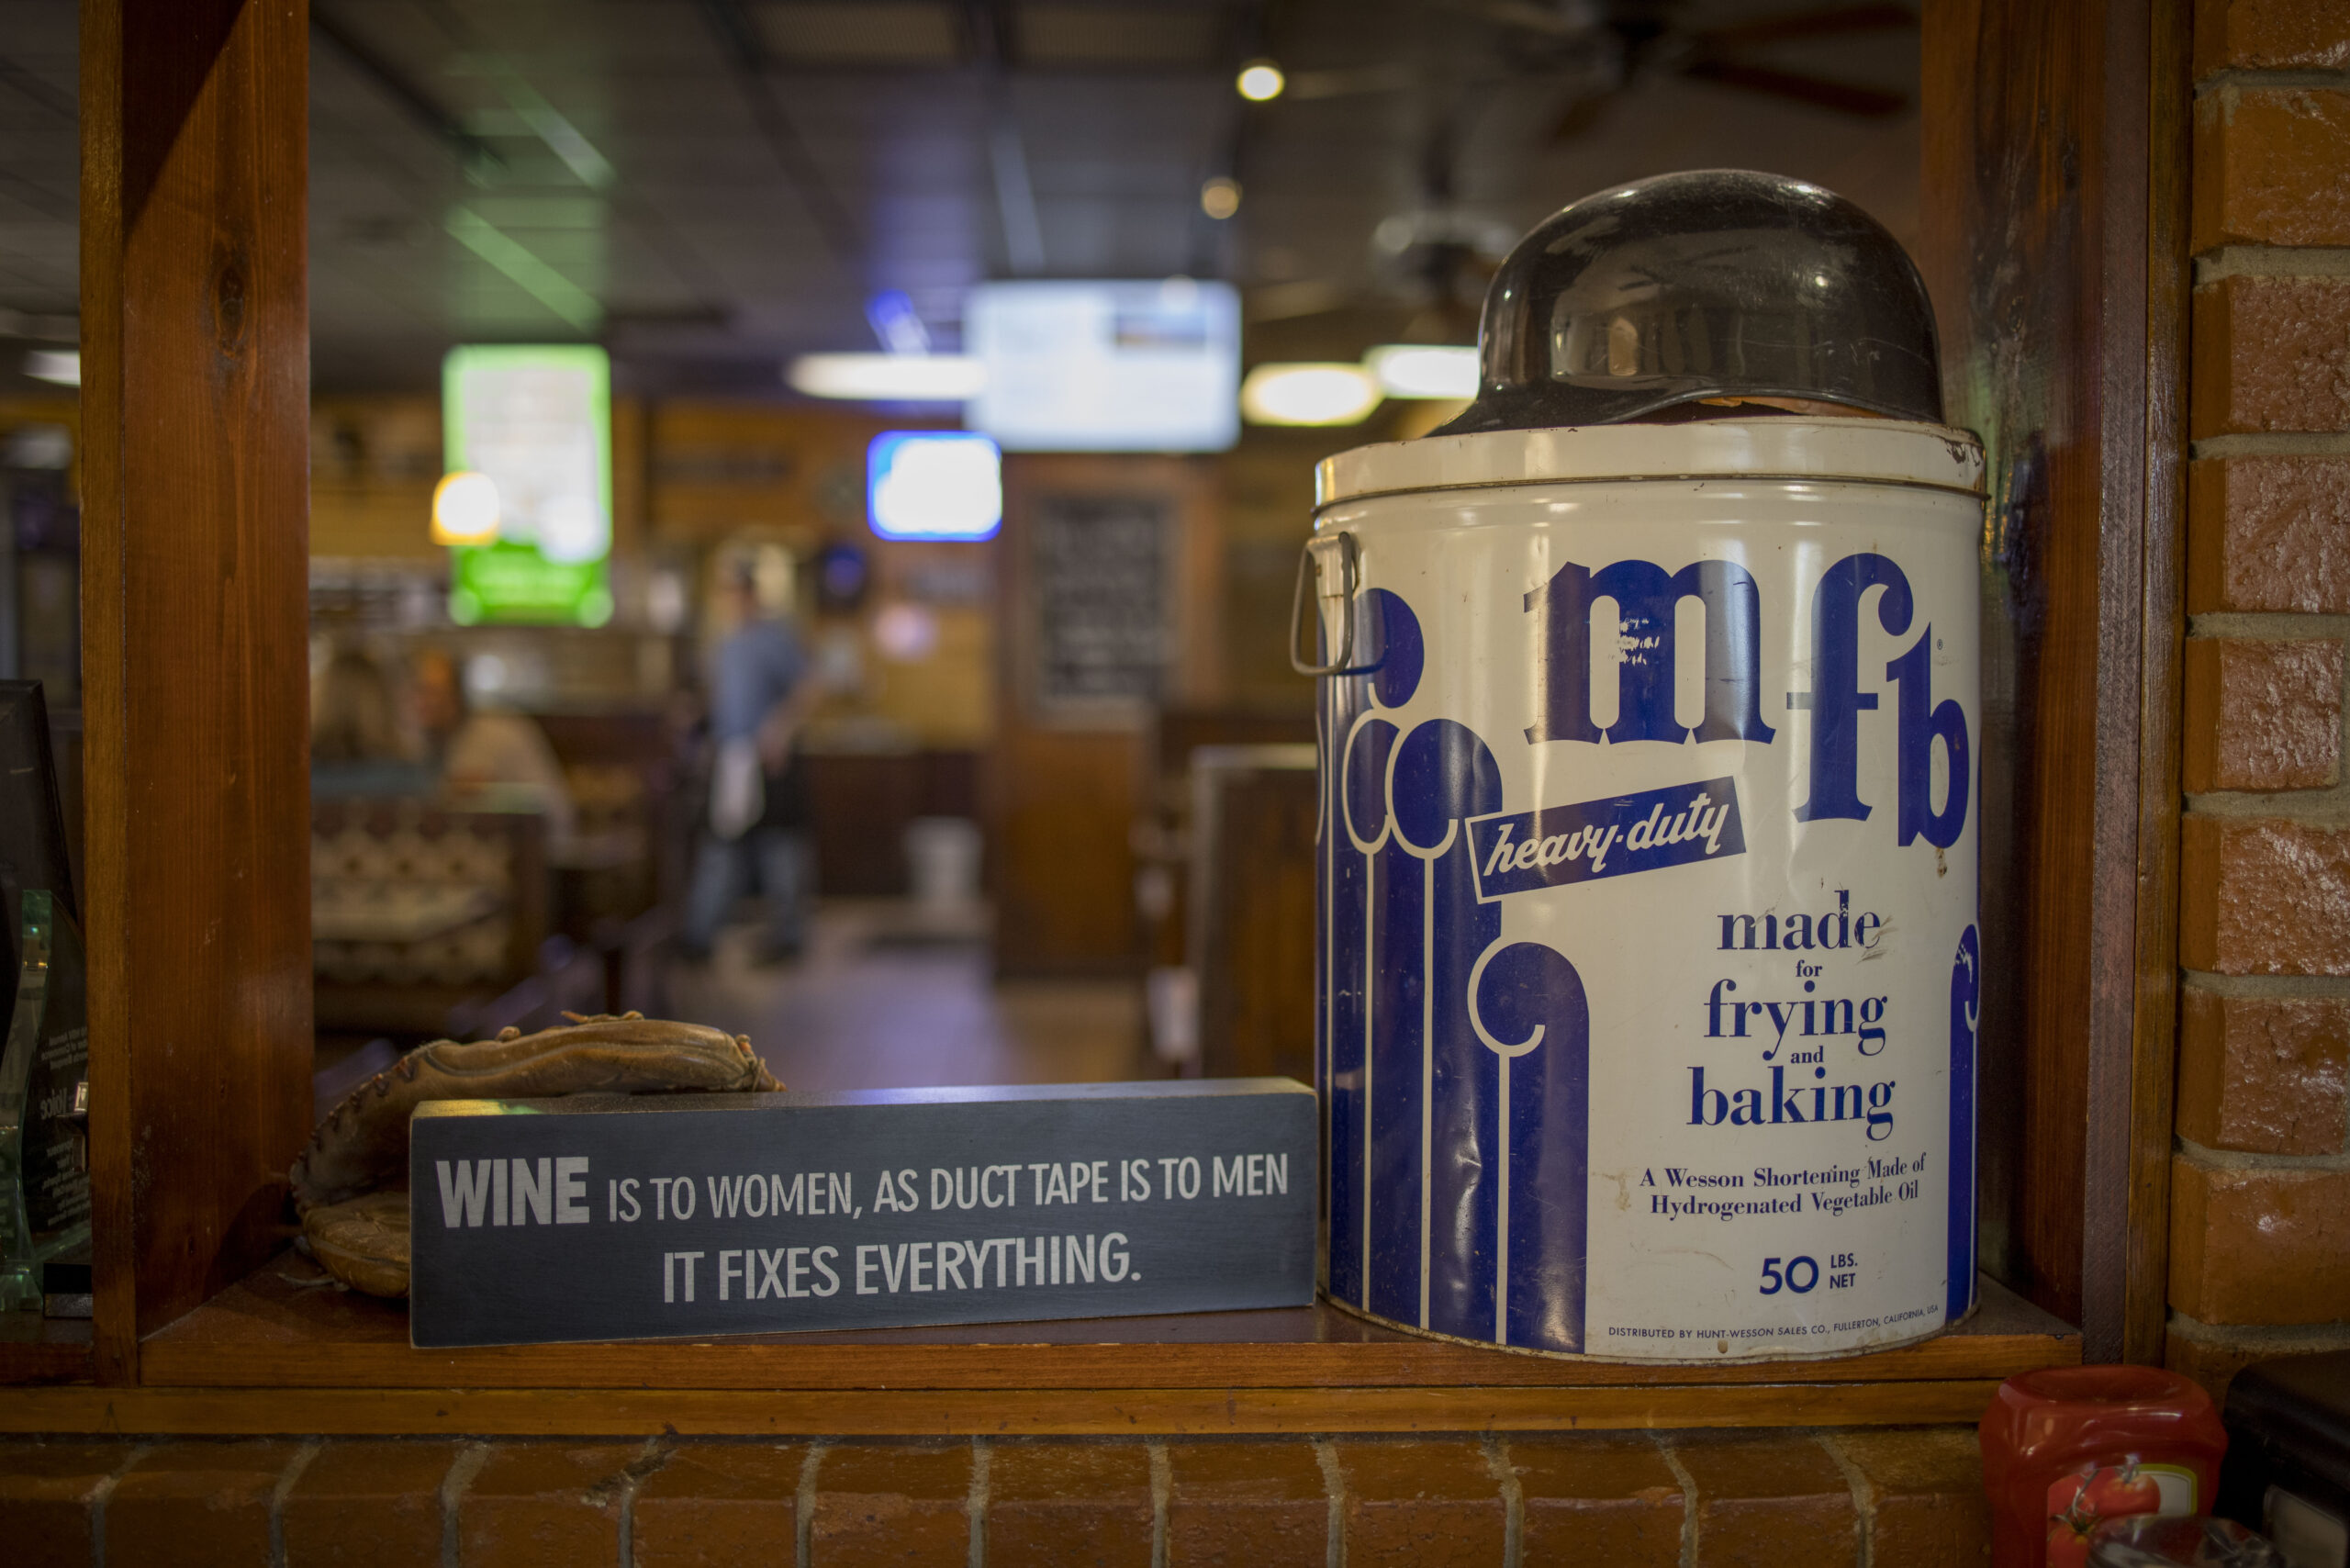 WINE IS TO WOMEN, AS DUCT TAPE IS TO MEN
IT FIXES EVERYTHING.
mfb®
heavy-duty
made
for
frying
and
baking
A Wesson Shortening Made of
Hydrogenated Vegetable Oil
50 LBS.
NET
DISTRIBUTED BY HUNT-WESSON SALES CO., FULLERTON, CALIFORNIA, USA